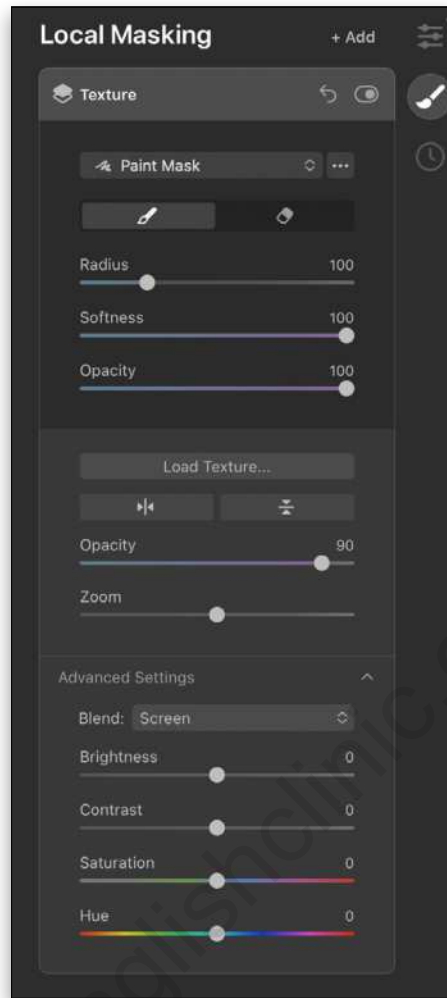 Local Masking + Add
Texture
Paint Mask
Radius 100
Softness 100
Opacity 100
Load Texture...
Opacity 90
Zoom
Advanced Settings
Blend: Screen
Brightness 0
Contrast 0
Saturation 0
Hue 0